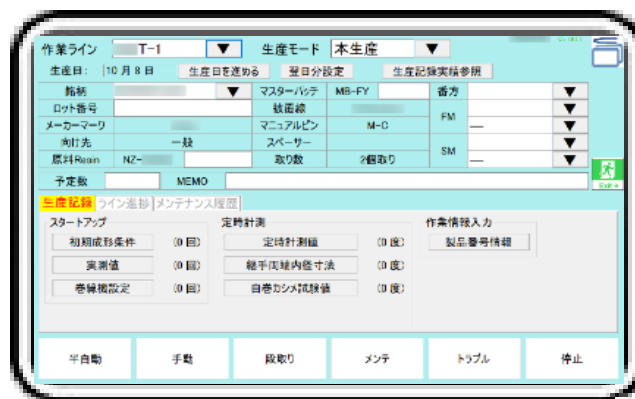 作業ライン T-1 ▼ 生産モード 本生産 ▼
生産日： 10月8日 生産日を進める 翌日分設定 生産記録実績参照
銘柄 ▼ マスターバッチ MB-FY 番方 ▼
ロット番号 被覆線 FM ▼
メーカーマーク マニュアルピン M-C — ▼
向け先 一般 スペーサー SM ▼
原料Resin NZ- 取り数 2個取り — ▼
予定数 MEMO
Exit
生産記録 ライン進捗 メンテナンス履歴
スタートアップ 定時計測 作業情報入力
初期成形条件 (0 回) 定時計測値 (0 度) 製品番号情報
実測値 (0 回) 継手両端内径寸法 (0 度)
巻線機設定 (0 回) 自巻カシメ試験値 (0 度)
半自動 手動 段取り メンテ トラブル 停止